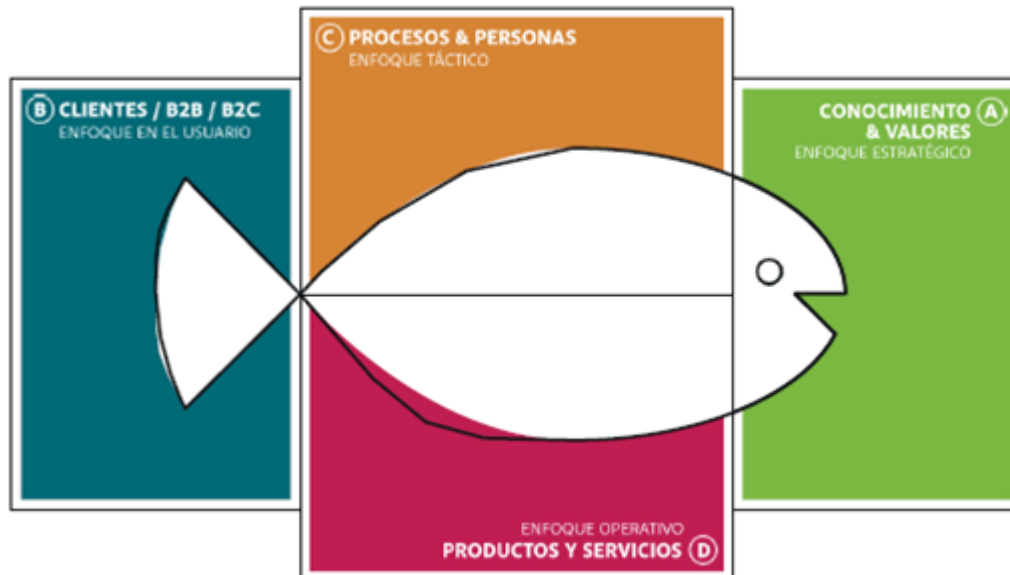 Ⓒ PROCESOS & PERSONAS
ENFOQUE TÁCTICO
Ⓑ CLIENTES / B2B / B2C
ENFOQUE EN EL USUARIO
CONOCIMIENTO Ⓐ
& VALORES
ENFOQUE ESTRATÉGICO
ENFOQUE OPERATIVO
PRODUCTOS Y SERVICIOS Ⓓ